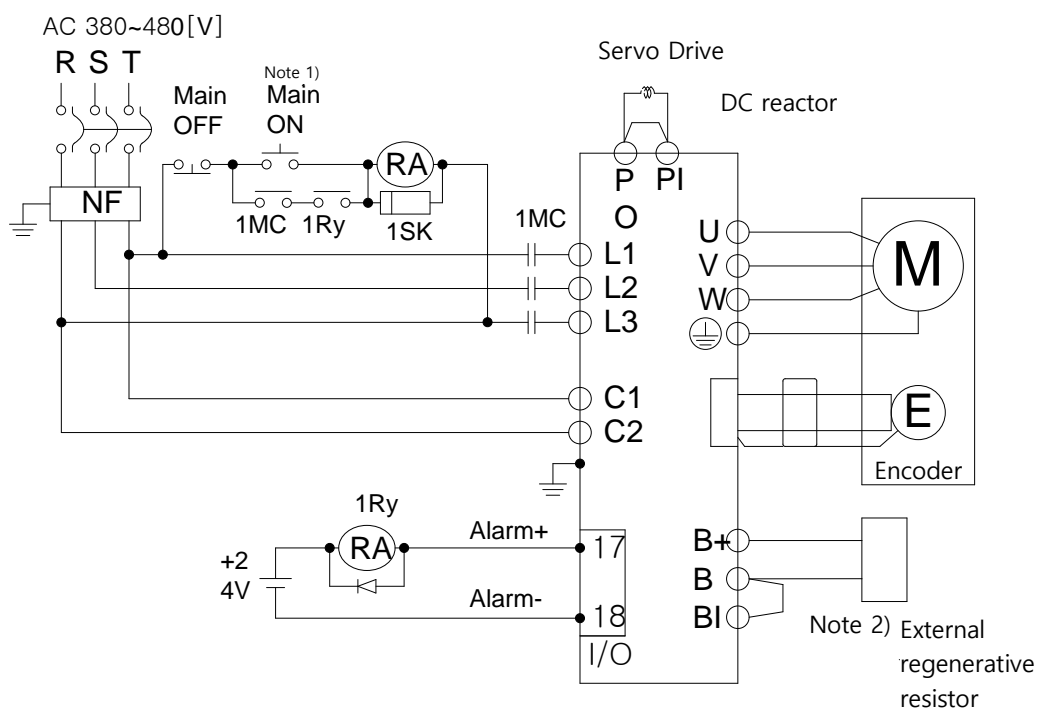 AC 380~480[V]
R S T
Main
OFF
Note 1)
Main
ON
RA
1MC 1Ry 1SK
NF
Servo Drive
DC reactor
P
O
PI
1MC
L1
L2
L3
C1
C2
U
V
W
M
E
Encoder
1Ry
RA
+2
4V
Alarm+
Alarm-
17
18
I/O
B+
B
BI
Note 2)
External
regenerative
resistor